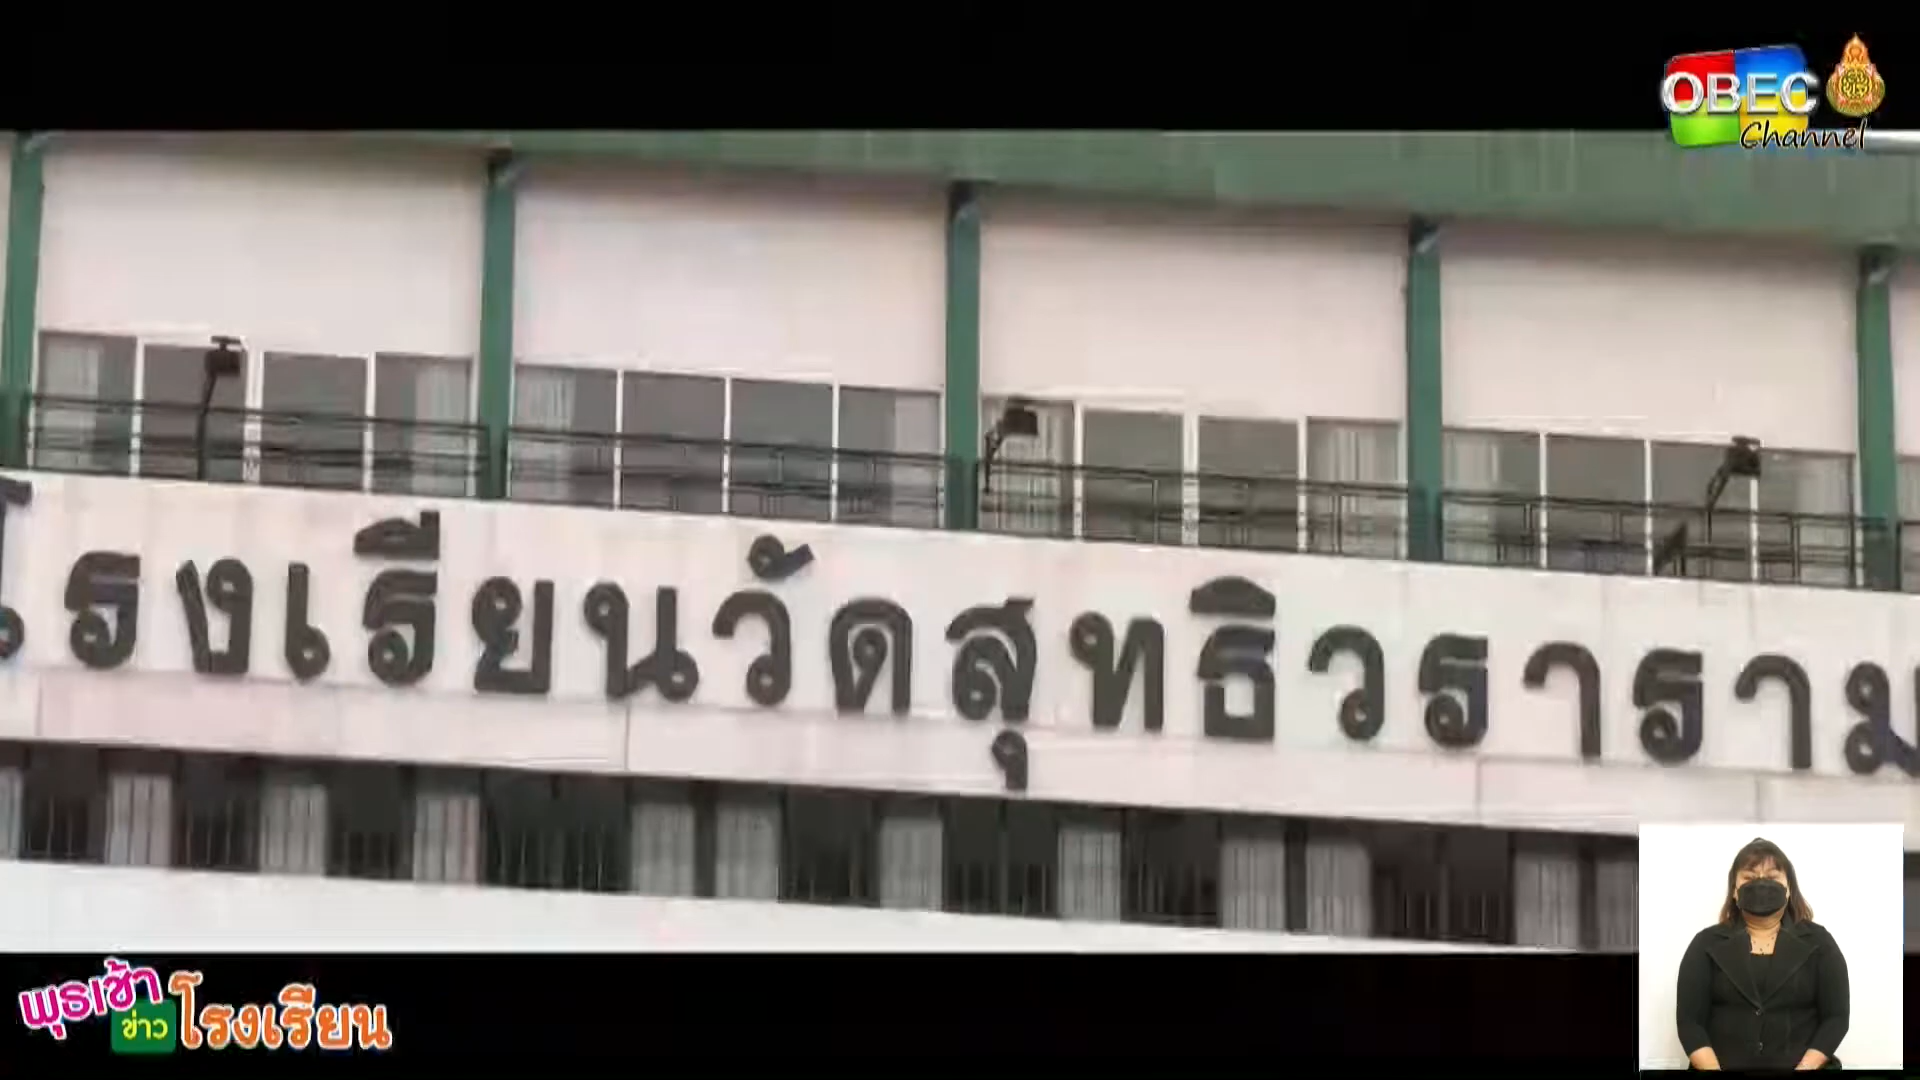 OBEC
Channel
โรงเรียนวัดสุทธิวราราม
พุธเช้า
ข่าว
โรงเรียน